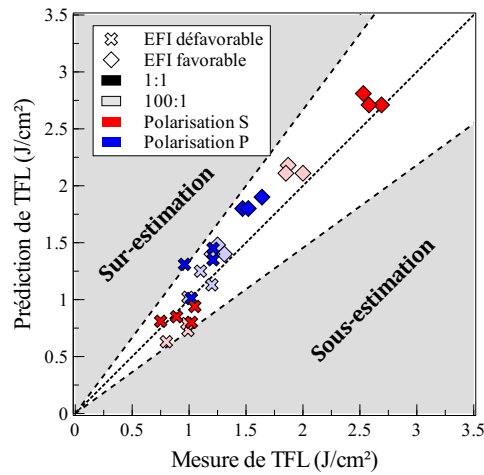 3.5
3
2.5
2
1.5
1
0.5
0
Prédiction de TFL (J/cm²)
EFI défavorable
EFI favorable
1:1
100:1
Polarisation S
Polarisation P
Sur-estimation
Sous-estimation
0
0.5
1
1.5
2
2.5
3
3.5
Mesure de TFL (J/cm²)